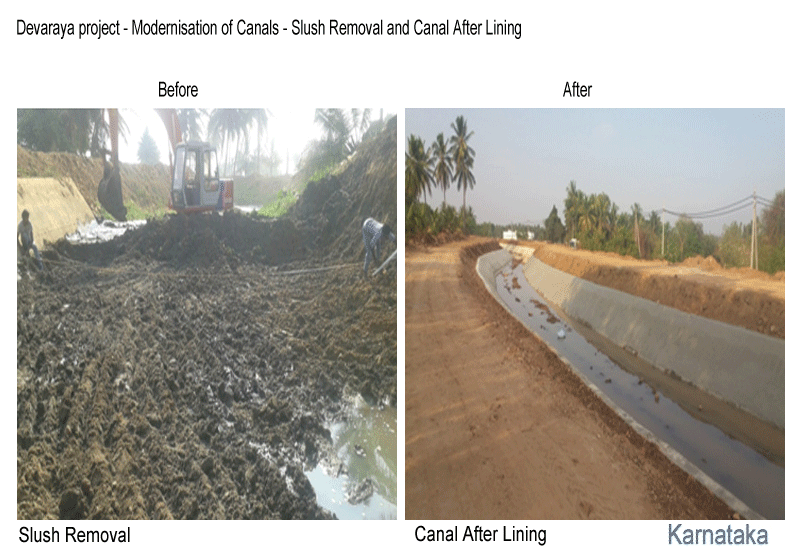 Devaraya project - Modernisation of Canals - Slush Removal and Canal After Lining
Before
After
Slush Removal
Canal After Lining
Karnataka